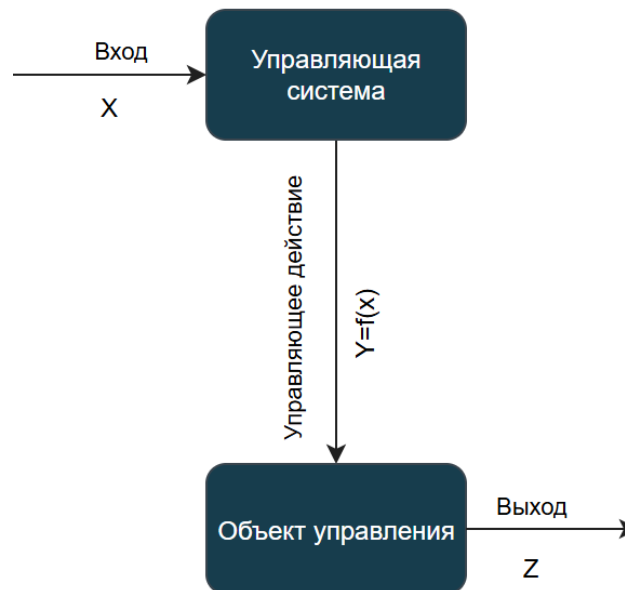 Вход
X
Управляющая
система
Управляющее действие
Y=f(x)
Объект управления
Выход
Z